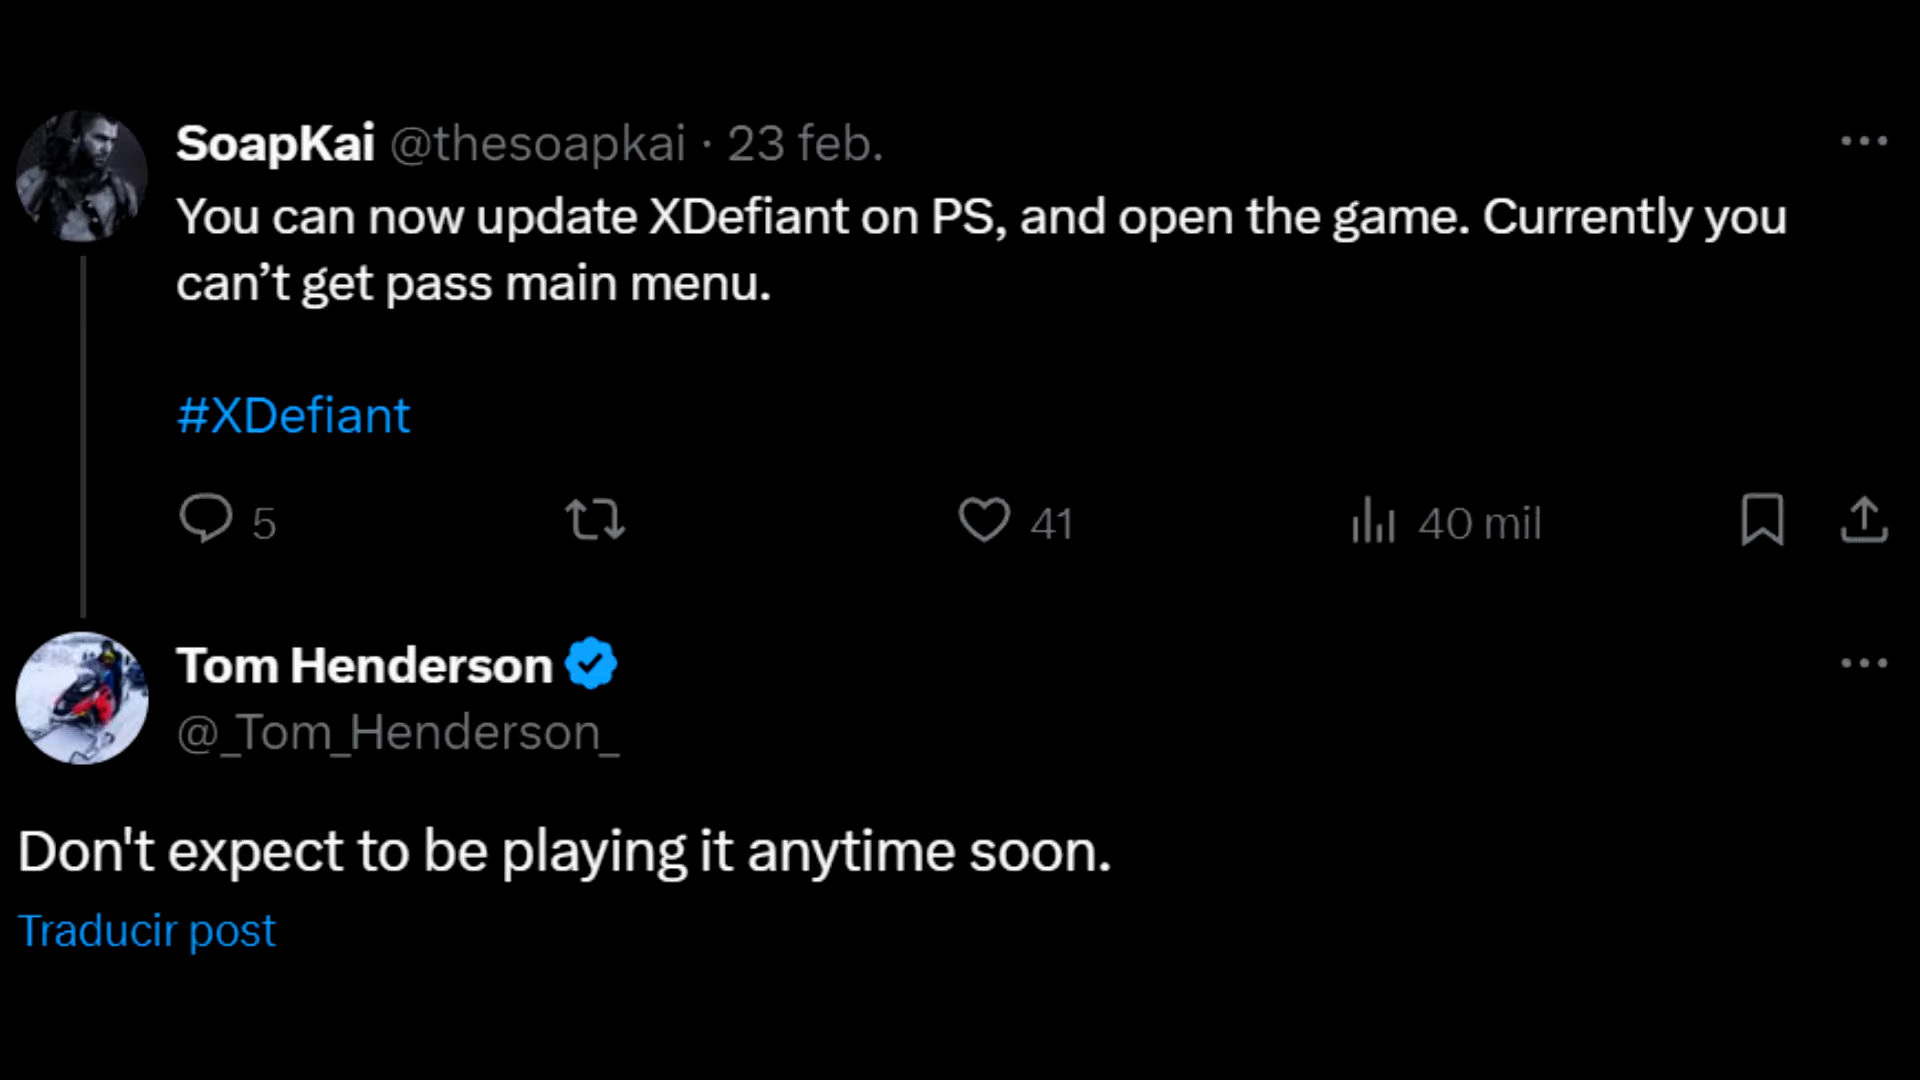 SoapKai @thesoapkai · 23 feb.
You can now update XDefiant on PS, and open the game. Currently you
can’t get pass main menu.
#XDefiant
5 41 40 mil
Tom Henderson
@_Tom_Henderson_
Don't expect to be playing it anytime soon.
Traducir post